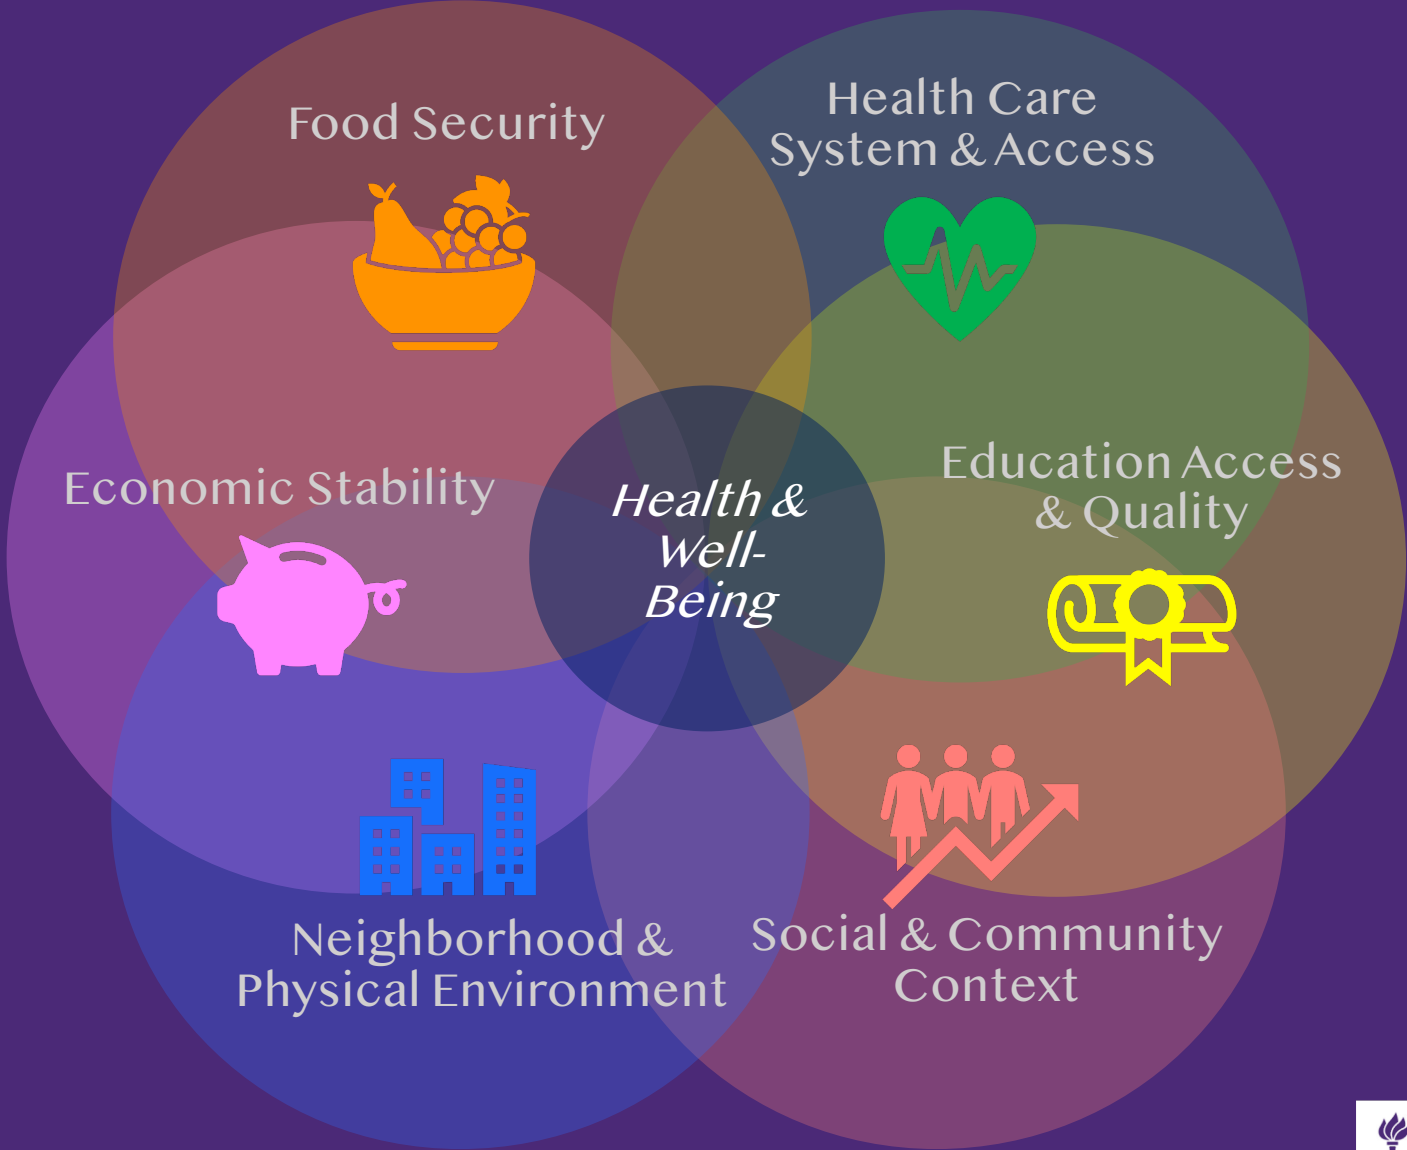 Food Security
Health Care
System & Access
Economic Stability
Health &
Well-
Being
Education Access
& Quality
Neighborhood &
Physical Environment
Social & Community
Context